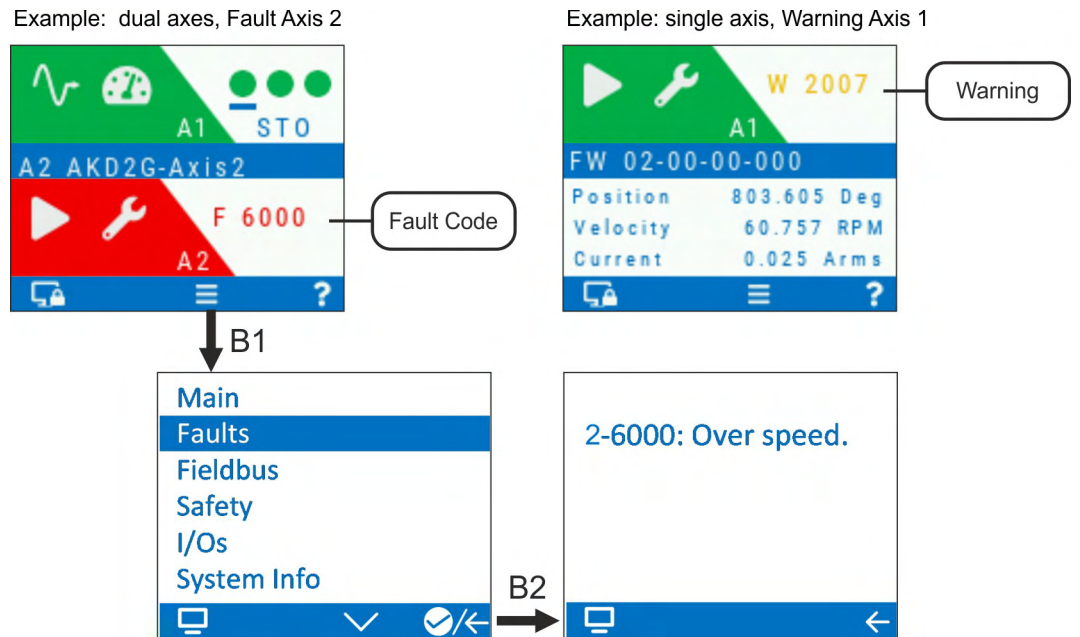 Example: dual axes, Fault Axis 2
A1
STO
A2 AKD2G-Axis2
F 6000
A2
?
Fault Code
Example: single axis, Warning Axis 1
W 2007
A1
FW 02-00-00-000
Position 803.605 Deg
Velocity 60.757 RPM
Current 0.025 Arms
?
Warning
B1
Main
Faults
Fieldbus
Safety
I/Os
System Info
B2
2-6000: Over speed.